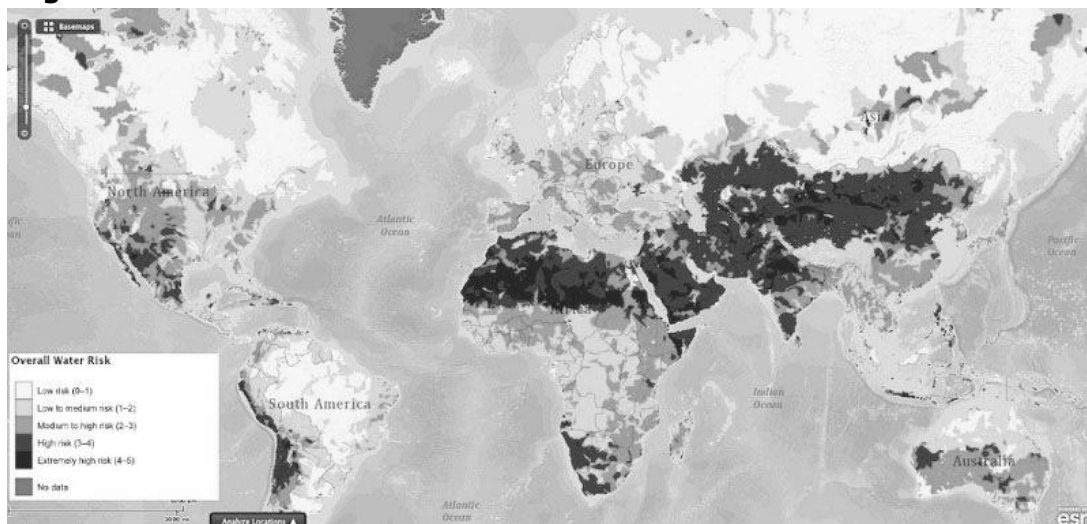 Basemaps
North America
Europe
Asi
Atlantic
Ocean
Pacific
Ocean
Africa
Overall Water Risk
Low risk (0–1)
Low to medium risk (1–2)
Medium to high risk (2–3)
High risk (3–4)
Extremely high risk (4–5)
No data
South America
Indian
Ocean
Australia
Atlantic
Ocean
Analyze Locations
esri